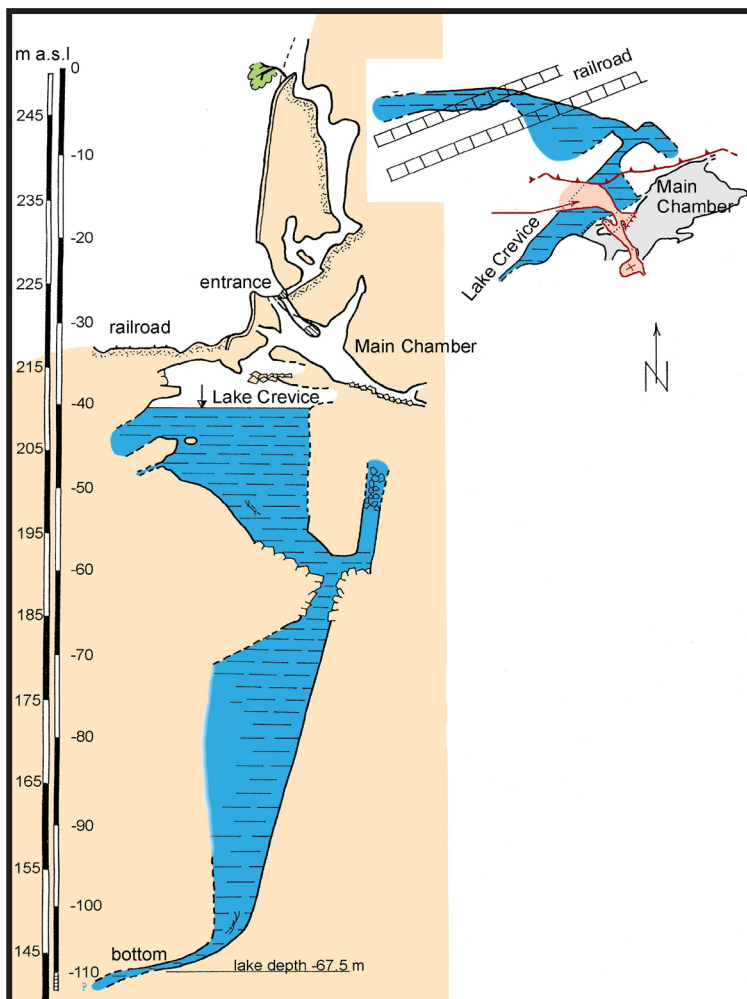 m a.s.l
0
245
-10
235
-20
225
-30
215
-40
205
-50
195
-60
185
-70
175
-80
165
-90
155
-100
145
-110
entrance
railroad
Main Chamber
Lake Crevice
bottom
lake depth -67.5 m
?
railroad
Main
Chamber
Lake Crevice
N